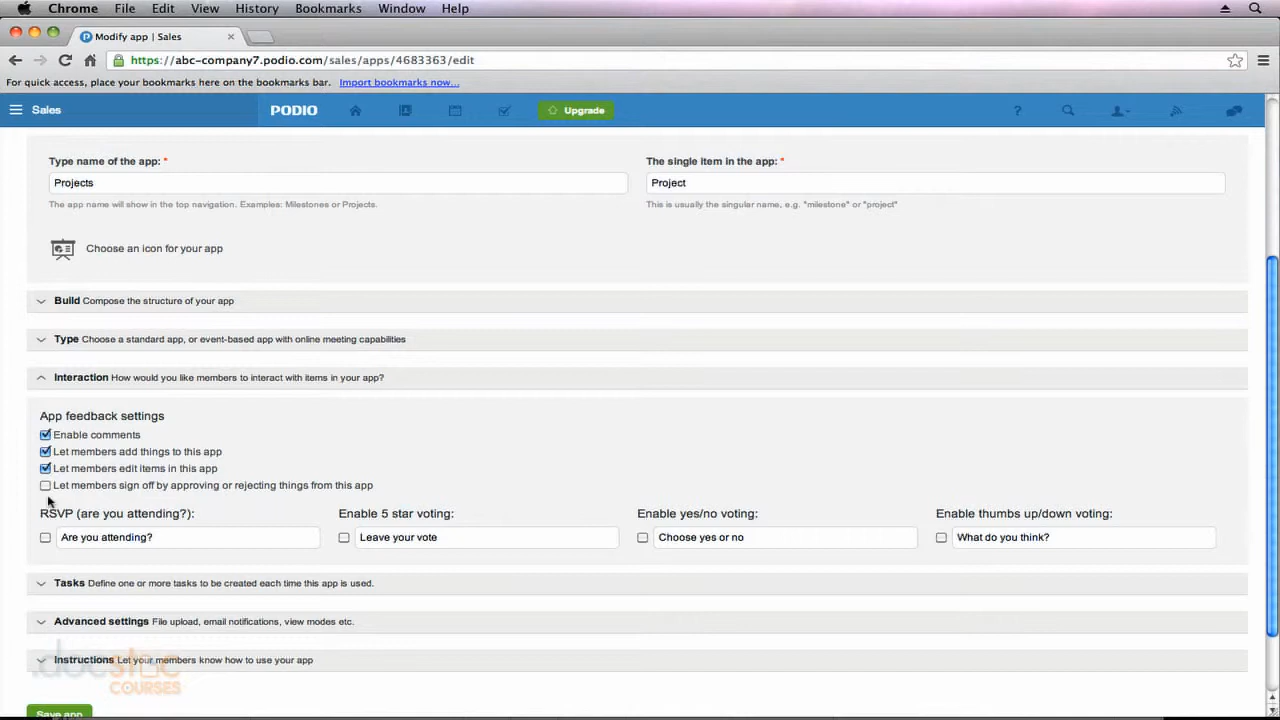 Chrome File Edit View History Bookmarks Window Help
Modify app | Sales
https://abc-company7.podio.com/sales/apps/4683363/edit
For quick access, place your bookmarks here on the bookmarks bar. Import bookmarks now...
Sales PODIO Upgrade ?
Type name of the app: * The single item in the app: *
Projects Project
The app name will show in the top navigation. Examples: Milestones or Projects. This is usually the singular name, e.g. "milestone" or "project"
Choose an icon for your app
Build Compose the structure of your app
Type Choose a standard app, or event-based app with online meeting capabilities
Interaction How would you like members to interact with items in your app?
App feedback settings
Enable comments
Let members add things to this app
Let members edit items in this app
Let members sign off by approving or rejecting things from this app
RSVP (are you attending?): Enable 5 star voting: Enable yes/no voting: Enable thumbs up/down voting:
Are you attending? Leave your vote Choose yes or no What do you think?
Tasks Define one or more tasks to be created each time this app is used.
Advanced settings File upload, email notifications, view modes etc.
Instructions Let your members know how to use your app
docstoc
COURSES
Save app